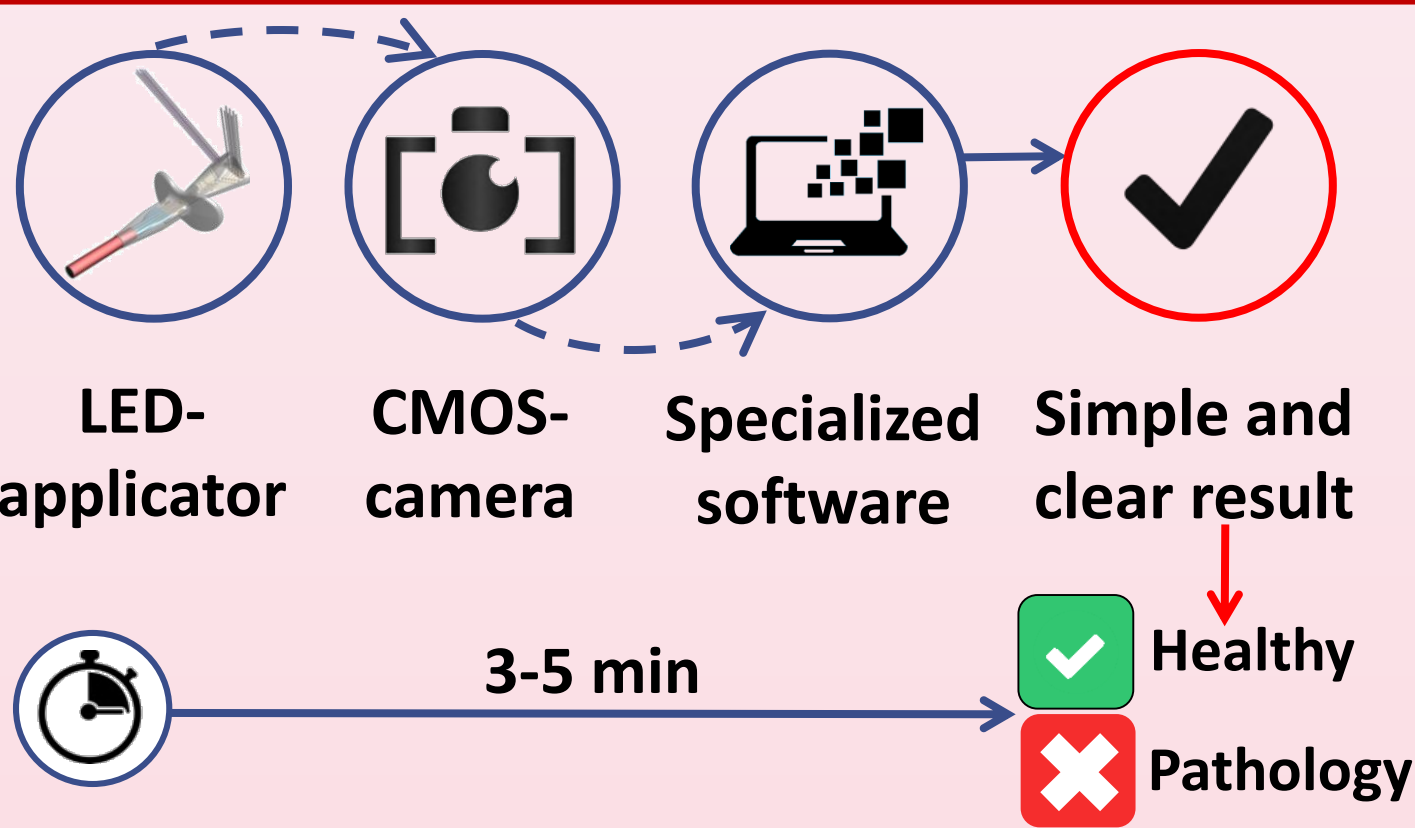 LED-
applicator
CMOS-
camera
Specialized
software
Simple and
clear result
3-5 min
Healthy
Pathology